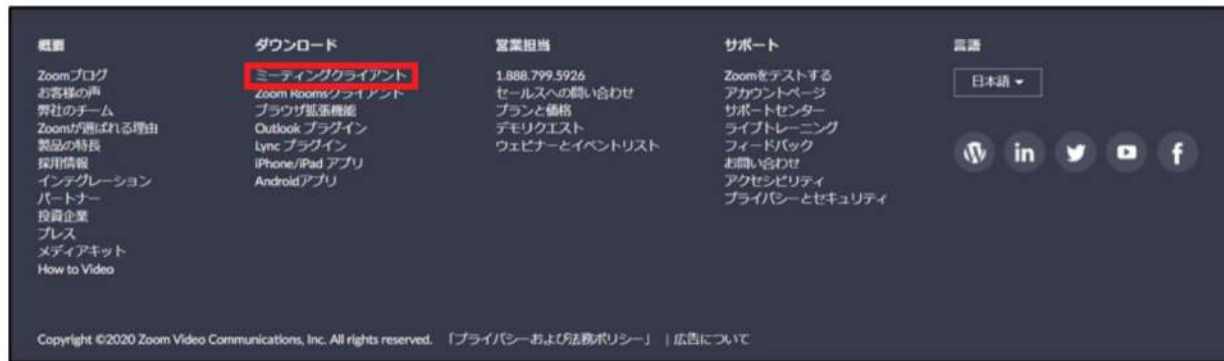 概要
Zoomブログ
お客様の声
弊社のチーム
Zoomが選ばれる理由
製品の特長
採用情報
インテグレーション
パートナー
投資企業
プレス
メディアキット
How to Video
ダウンロード
ミーティングクライアント
Zoom Roomsクライアント
ブラウザ拡張機能
Outlook プラグイン
Lync プラグイン
iPhone/iPad アプリ
Androidアプリ
営業担当
1.888.799.5926
セールスへの問い合わせ
プランと価格
デモリクエスト
ウェビナーとイベントリスト
サポート
Zoomをテストする
アカウントページ
サポートセンター
ライブトレーニング
フィードバック
お問い合わせ
アクセシビリティ
プライバシーとセキュリティ
言語
日本語
in
f
Copyright ©2020 Zoom Video Communications, Inc. All rights reserved. 「プライバシーおよび法務ポリシー」 | 広告について